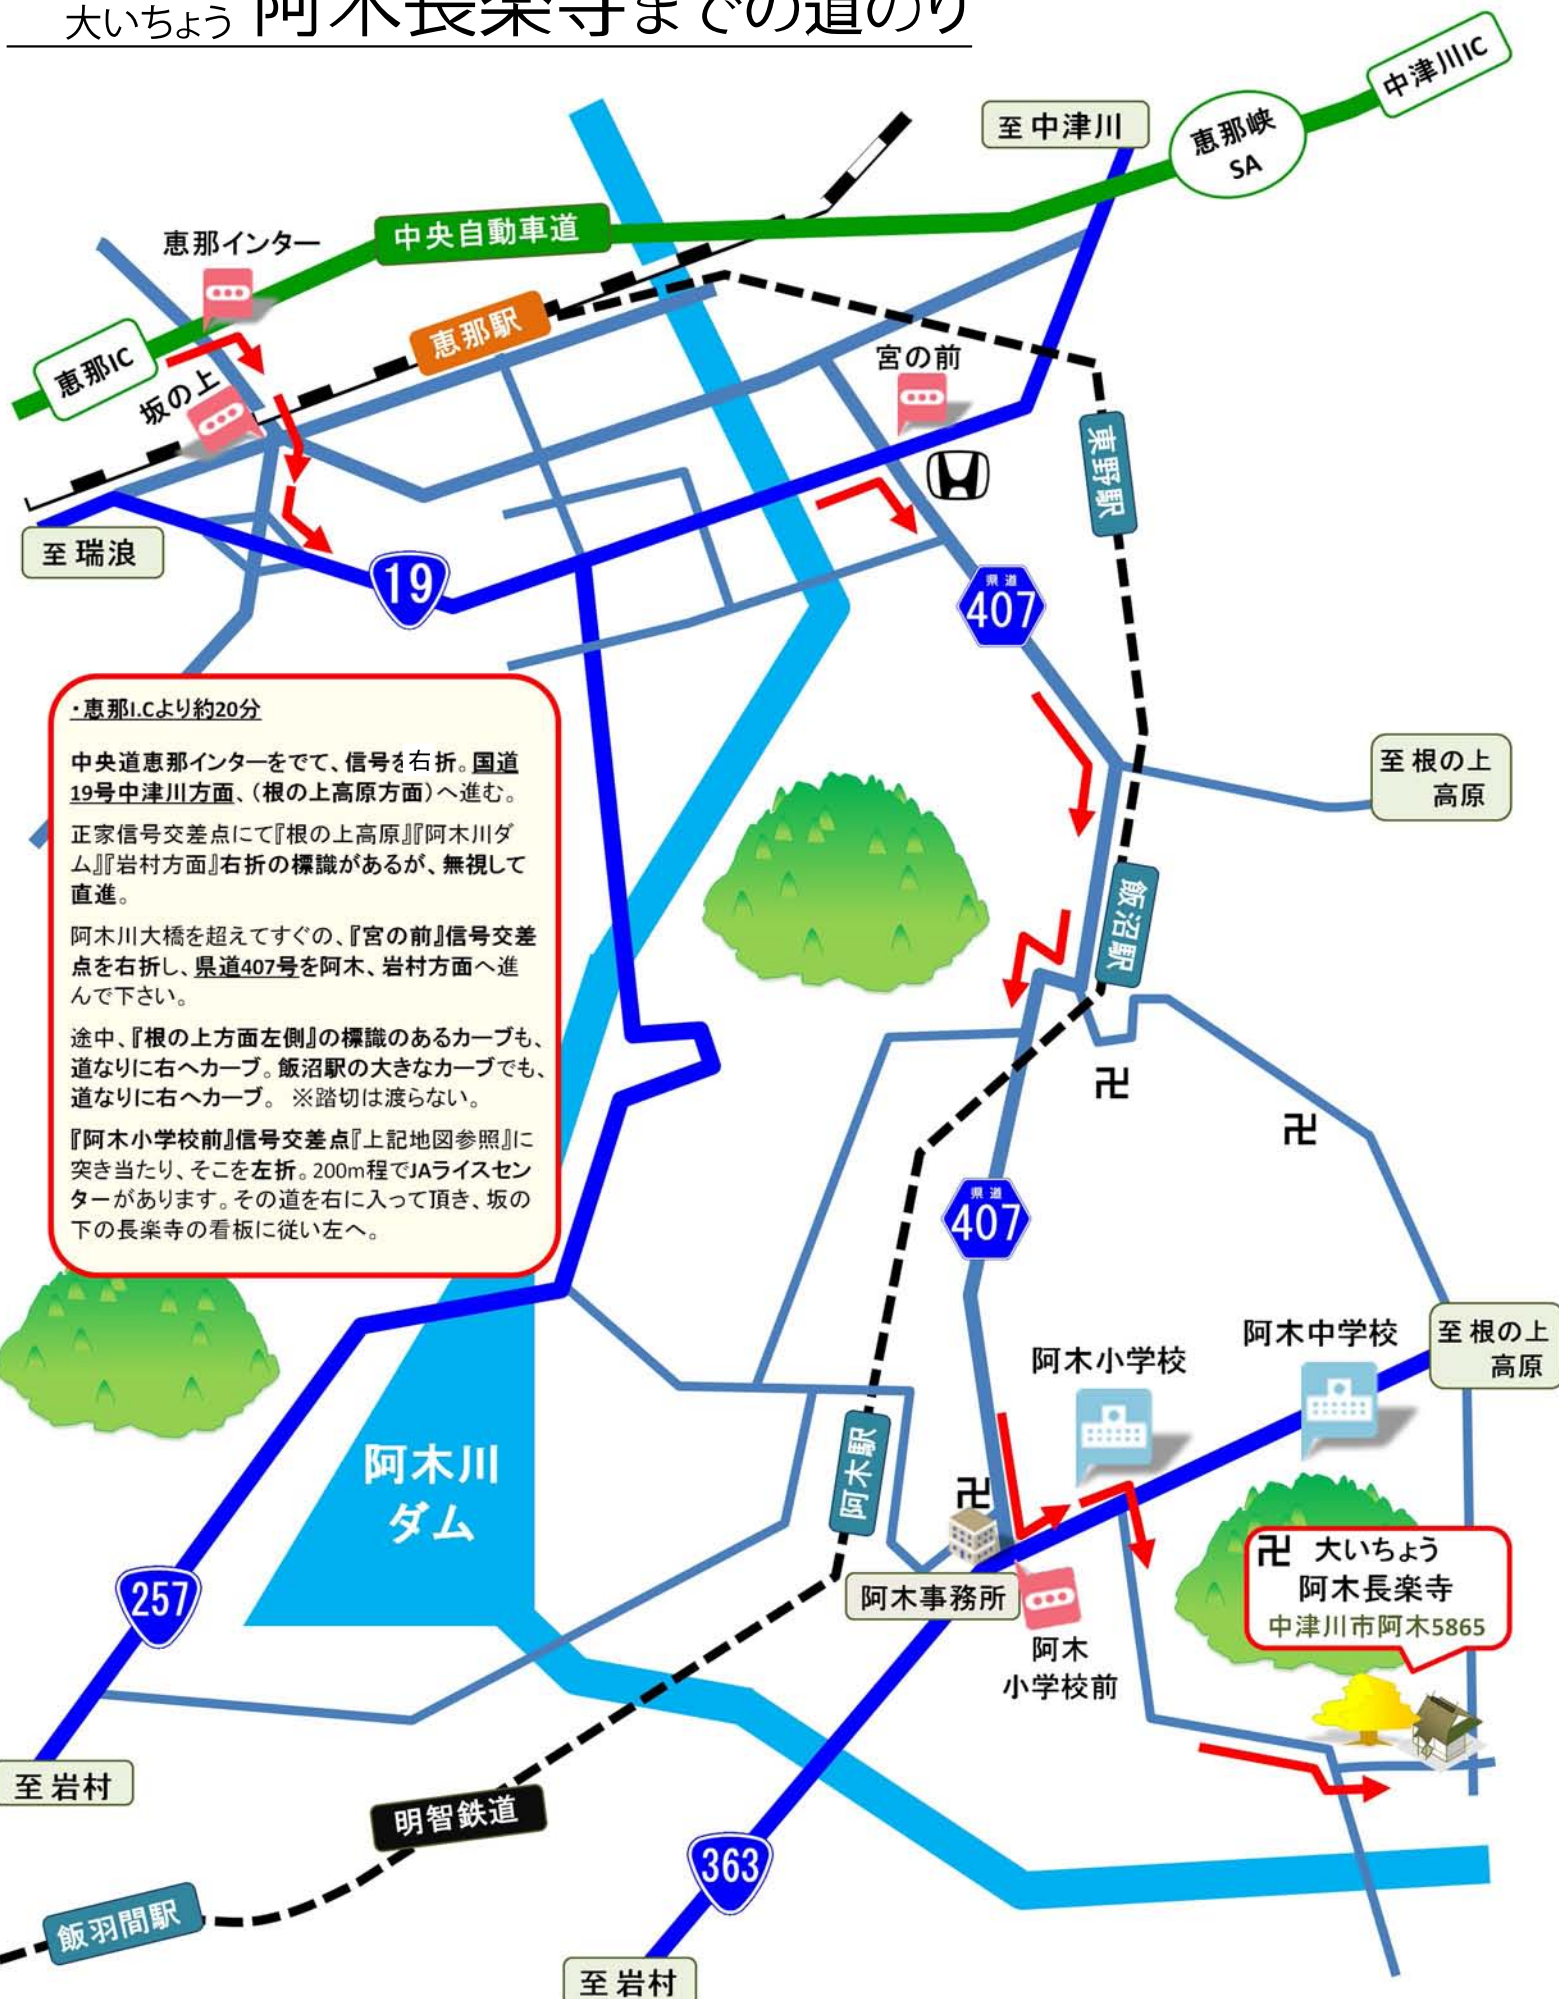 大いちょう 阿木長楽寺までの道のり
中津川IC
至 中津川
恵那峡
SA
中央自動車道
恵那インター
恵那駅
恵那IC
坂の上
宮の前
東野駅
至 瑞浪
19
県道
407
・恵那I.Cより約20分
中央道恵那インターをでて、信号を右折。国道
19号中津川方面、（根の上高原方面）へ進む。
正家信号交差点にて『根の上高原』『阿木川ダ
ム』『岩村方面』右折の標識があるが、無視して
直進。
阿木川大橋を超えてすぐの、『宮の前』信号交差
点を右折し、県道407号を阿木、岩村方面へ進
んで下さい。
途中、『根の上方面左側』の標識のあるカーブも、
道なりに右へカーブ。飯沼駅の大きなカーブでも、
道なりに右へカーブ。 ※踏切は渡らない。
『阿木小学校前』信号交差点『上記地図参照』に
突き当たり、そこを左折。200m程でJAライスセン
ターがあります。その道を右に入って頂き、坂の
下の長楽寺の看板に従い左へ。
至 根の上
高原
飯沼駅
卍
卍
県道
407
阿木中学校
至 根の上
高原
阿木小学校
阿木川
ダム
阿木駅
卍
卍 大いちょう
阿木長楽寺
中津川市阿木5865
257
阿木事務所
阿木
小学校前
至 岩村
明智鉄道
363
飯羽間駅
至 岩村